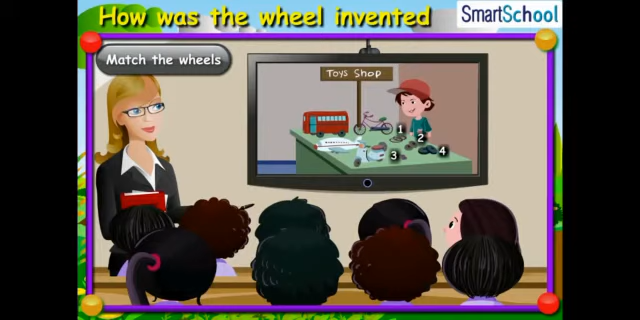 How was the wheel invented
SmartSchool
Match the wheels
Toys Shop
1
2
3
4